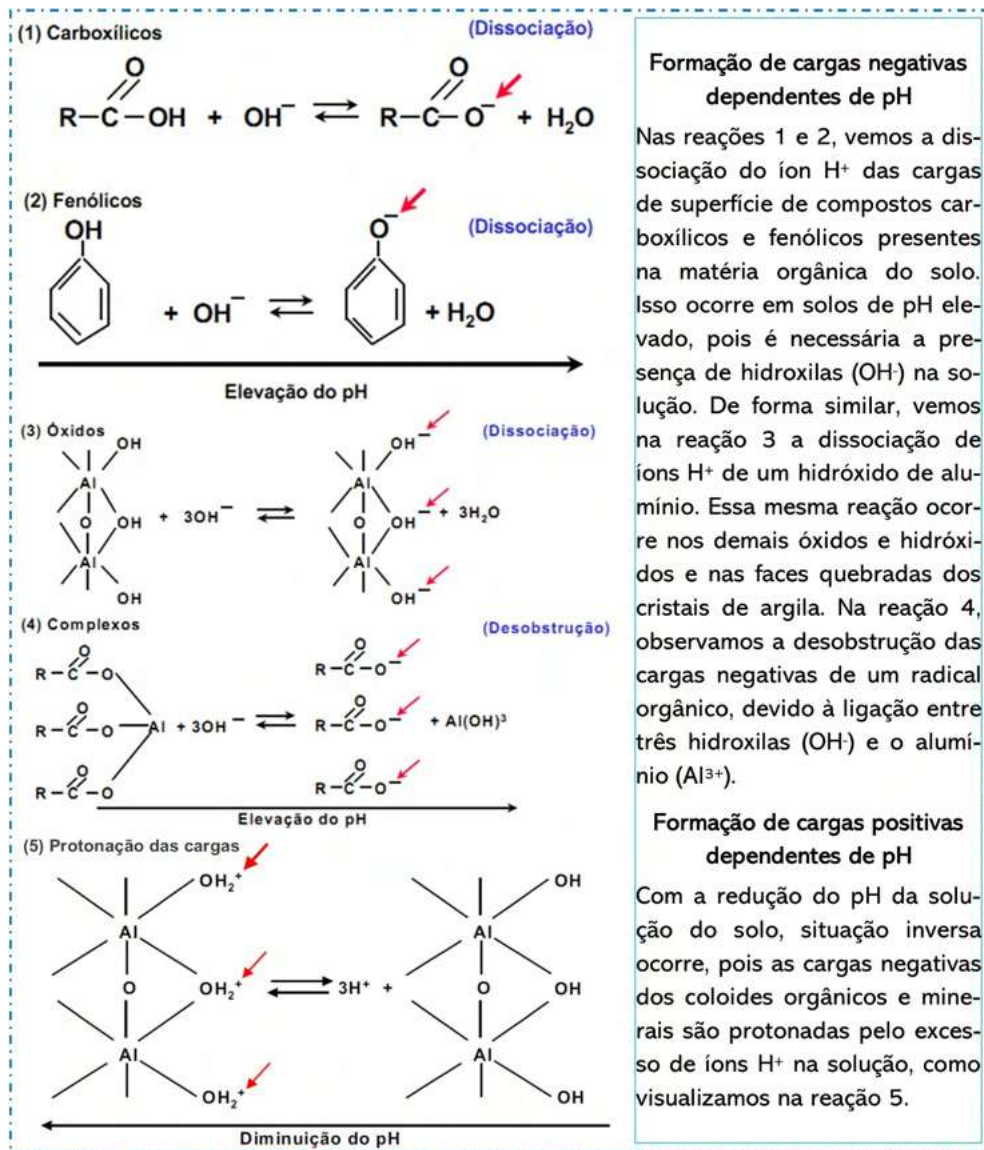 (1) Carboxílicos
(Dissociação)
O
O
R–C–OH + OH⁻ ⇌ R–C–O⁻ + H₂O
(2) Fenólicos
(Dissociação)
OH
O⁻
+ OH⁻ ⇌ + H₂O
Elevação do pH
(3) Óxidos
(Dissociação)
OH
OH⁻
Al
Al
O OH + 3OH⁻ ⇌ O OH⁻ + 3H₂O
Al
Al
OH
OH⁻
(4) Complexos
(Desobstrução)
O
O
R–C–O
R–C–O⁻
O
O
R–C–O Al + 3OH⁻ ⇌ R–C–O⁻ + Al(OH)³
O
O
R–C–O
R–C–O⁻
Elevação do pH
(5) Protonação das cargas
OH₂⁺
OH
Al
Al
O OH₂⁺ ⇌ 3H⁺ + O OH
Al
Al
OH₂⁺
OH
Diminuição do pH
Formação de cargas negativas
dependentes de pH
Nas reações 1 e 2, vemos a dis-
sociação do íon H⁺ das cargas
de superfície de compostos car-
boxílicos e fenólicos presentes
na matéria orgânica do solo.
Isso ocorre em solos de pH ele-
vado, pois é necessária a pre-
sença de hidroxilas (OH⁻) na so-
lução. De forma similar, vemos
na reação 3 a dissociação de
íons H⁺ de um hidróxido de alu-
mínio. Essa mesma reação ocor-
re nos demais óxidos e hidróxi-
dos e nas faces quebradas dos
cristais de argila. Na reação 4,
observamos a desobstrução das
cargas negativas de um radical
orgânico, devido à ligação entre
três hidroxilas (OH⁻) e o alumí-
nio (Al³⁺).
Formação de cargas positivas
dependentes de pH
Com a redução do pH da solu-
ção do solo, situação inversa
ocorre, pois as cargas negativas
dos coloides orgânicos e mine-
rais são protonadas pelo exces-
so de íons H⁺ na solução, como
visualizamos na reação 5.